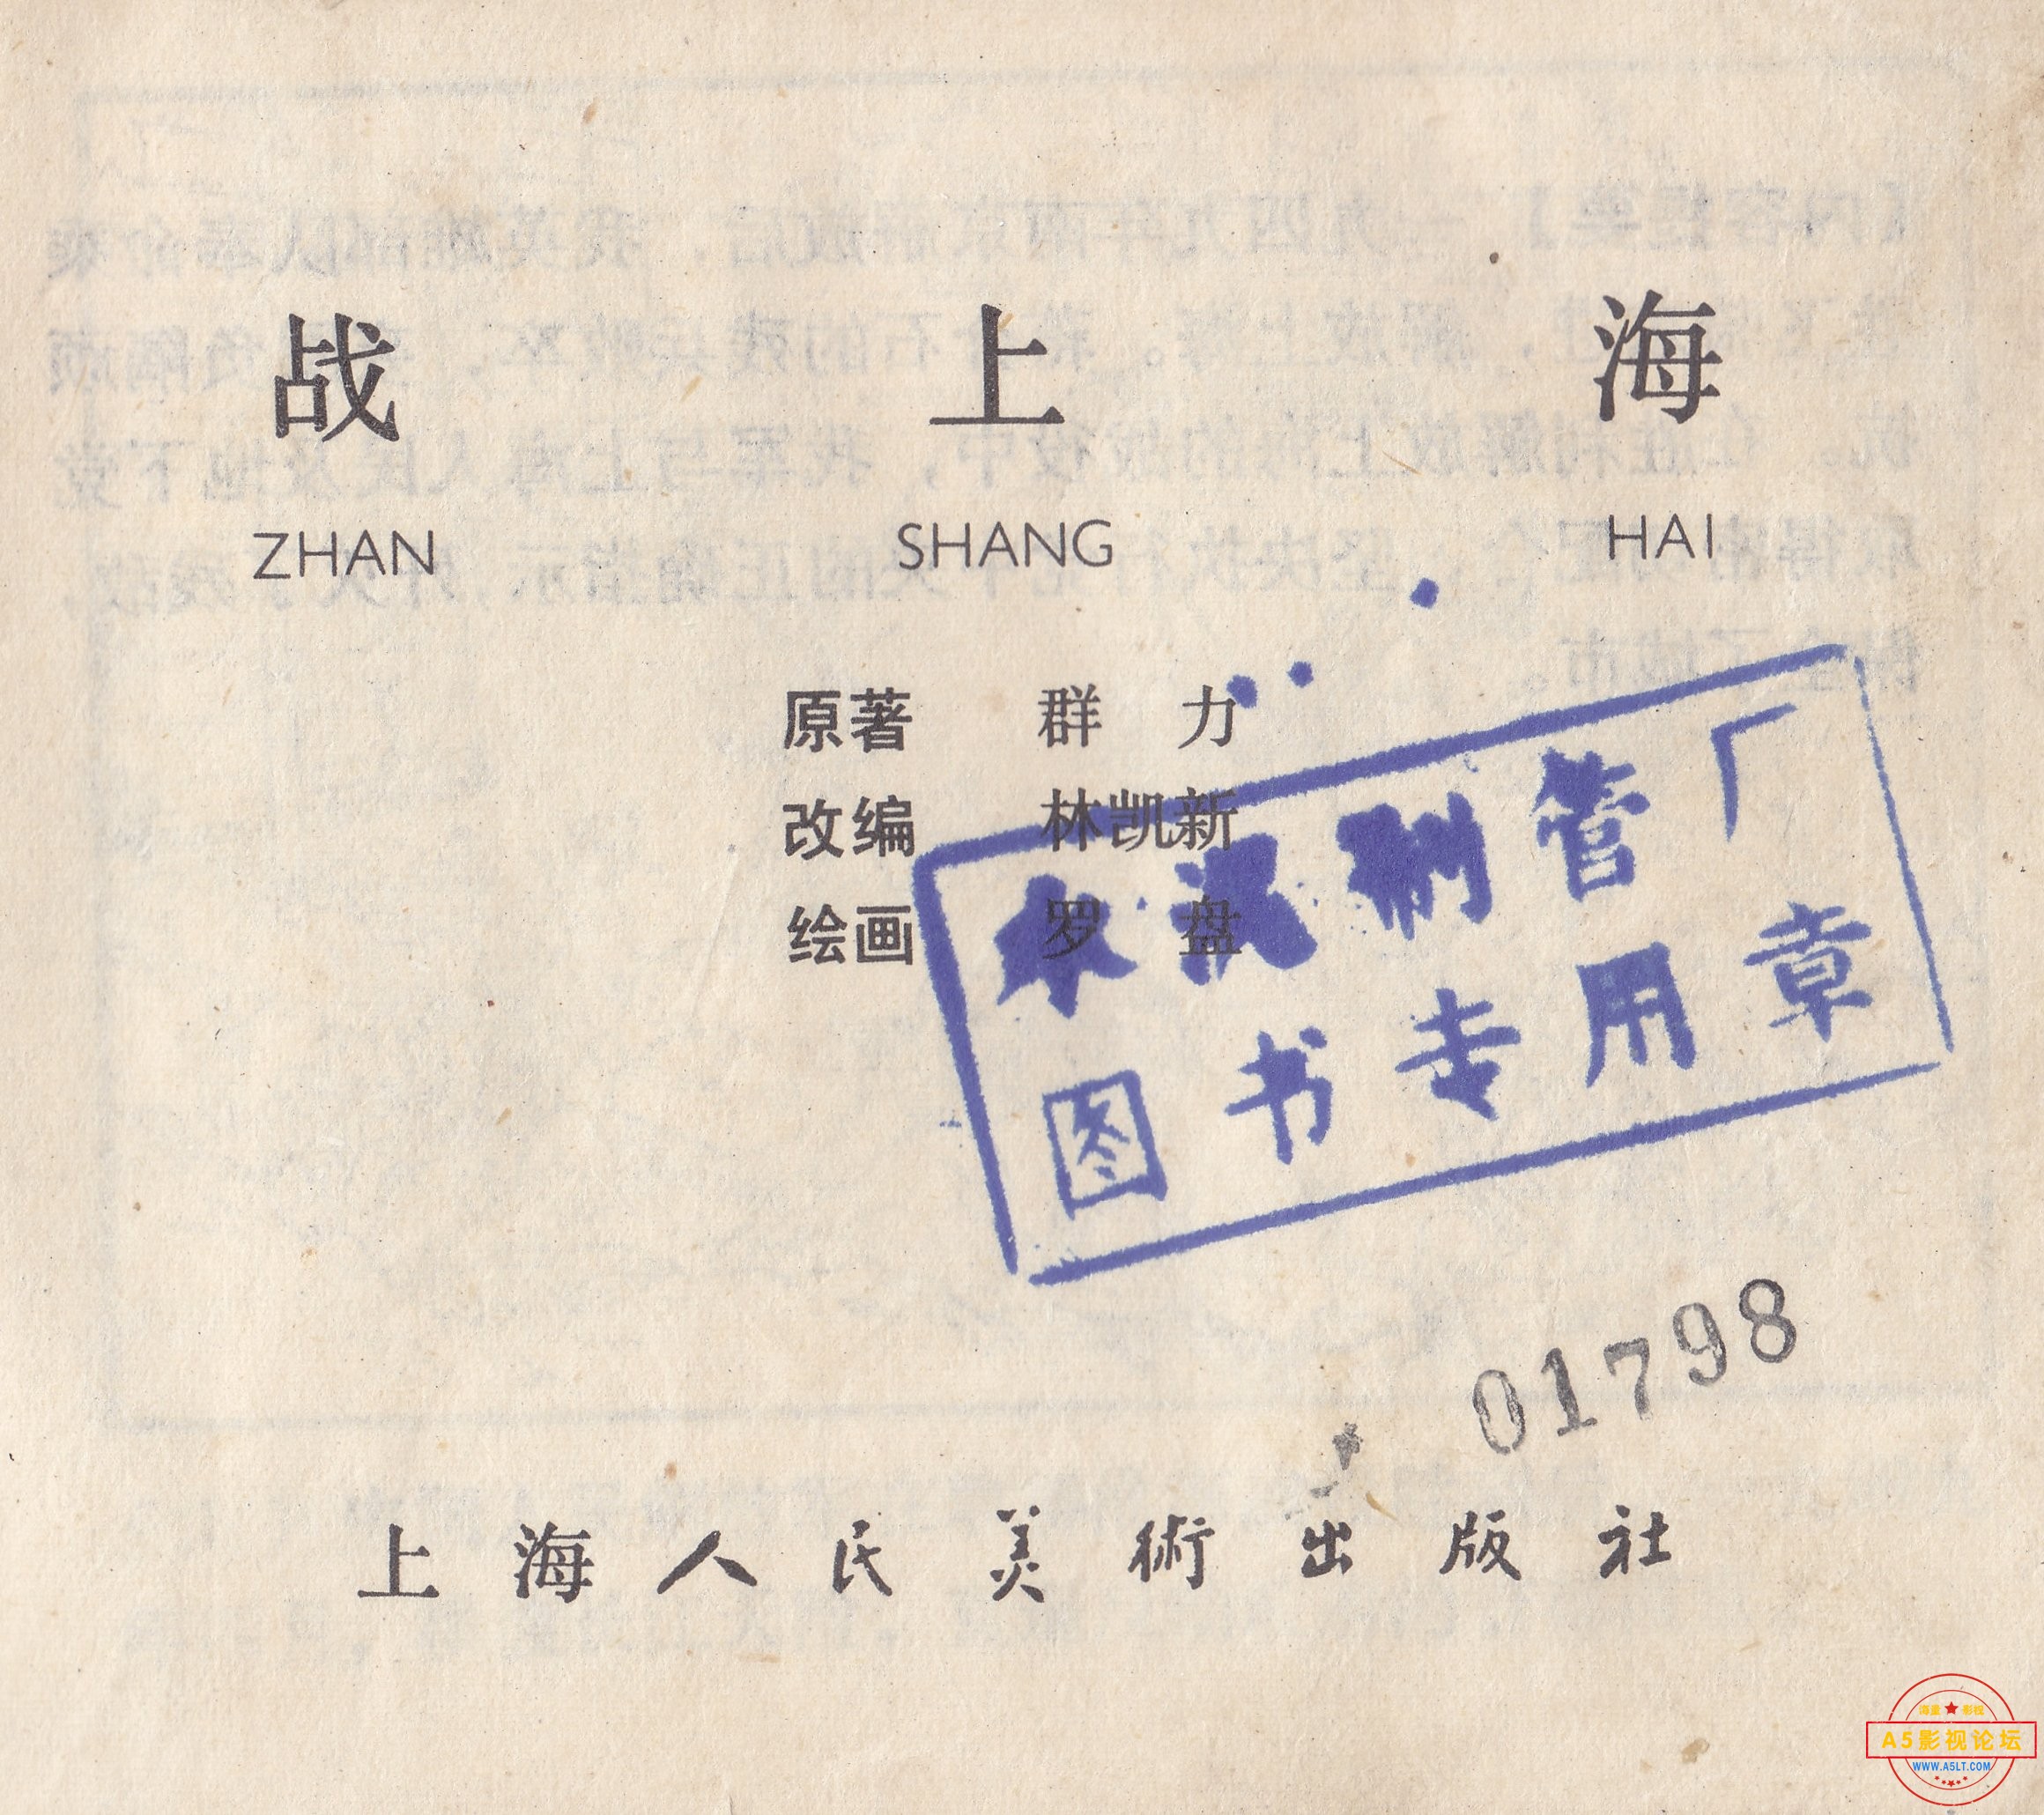 战 上 海
ZHAN SHANG HAI
原著 群 力
改编 林凯新
绘画 罗 盘
水泥制管厂
图书专用章
01798
上海人民美術出版社
A5影视论坛
WWW.A5LT.COM